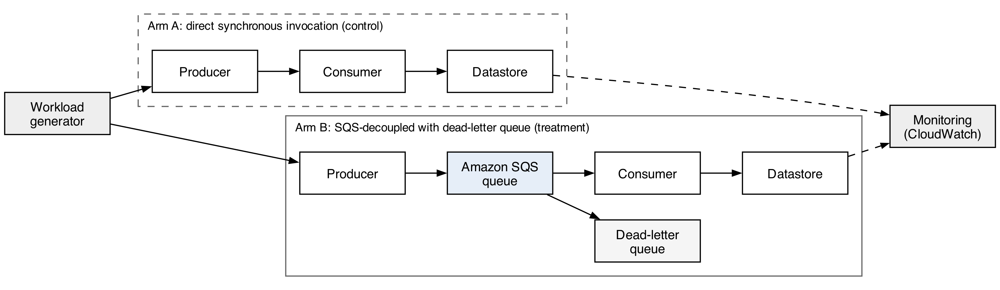 Arm A: direct synchronous invocation (control)
Producer
Consumer
Datastore
Workload
generator
Monitoring
(CloudWatch)
Arm B: SQS-decoupled with dead-letter queue (treatment)
Producer
Amazon SQS
queue
Consumer
Datastore
Dead-letter
queue